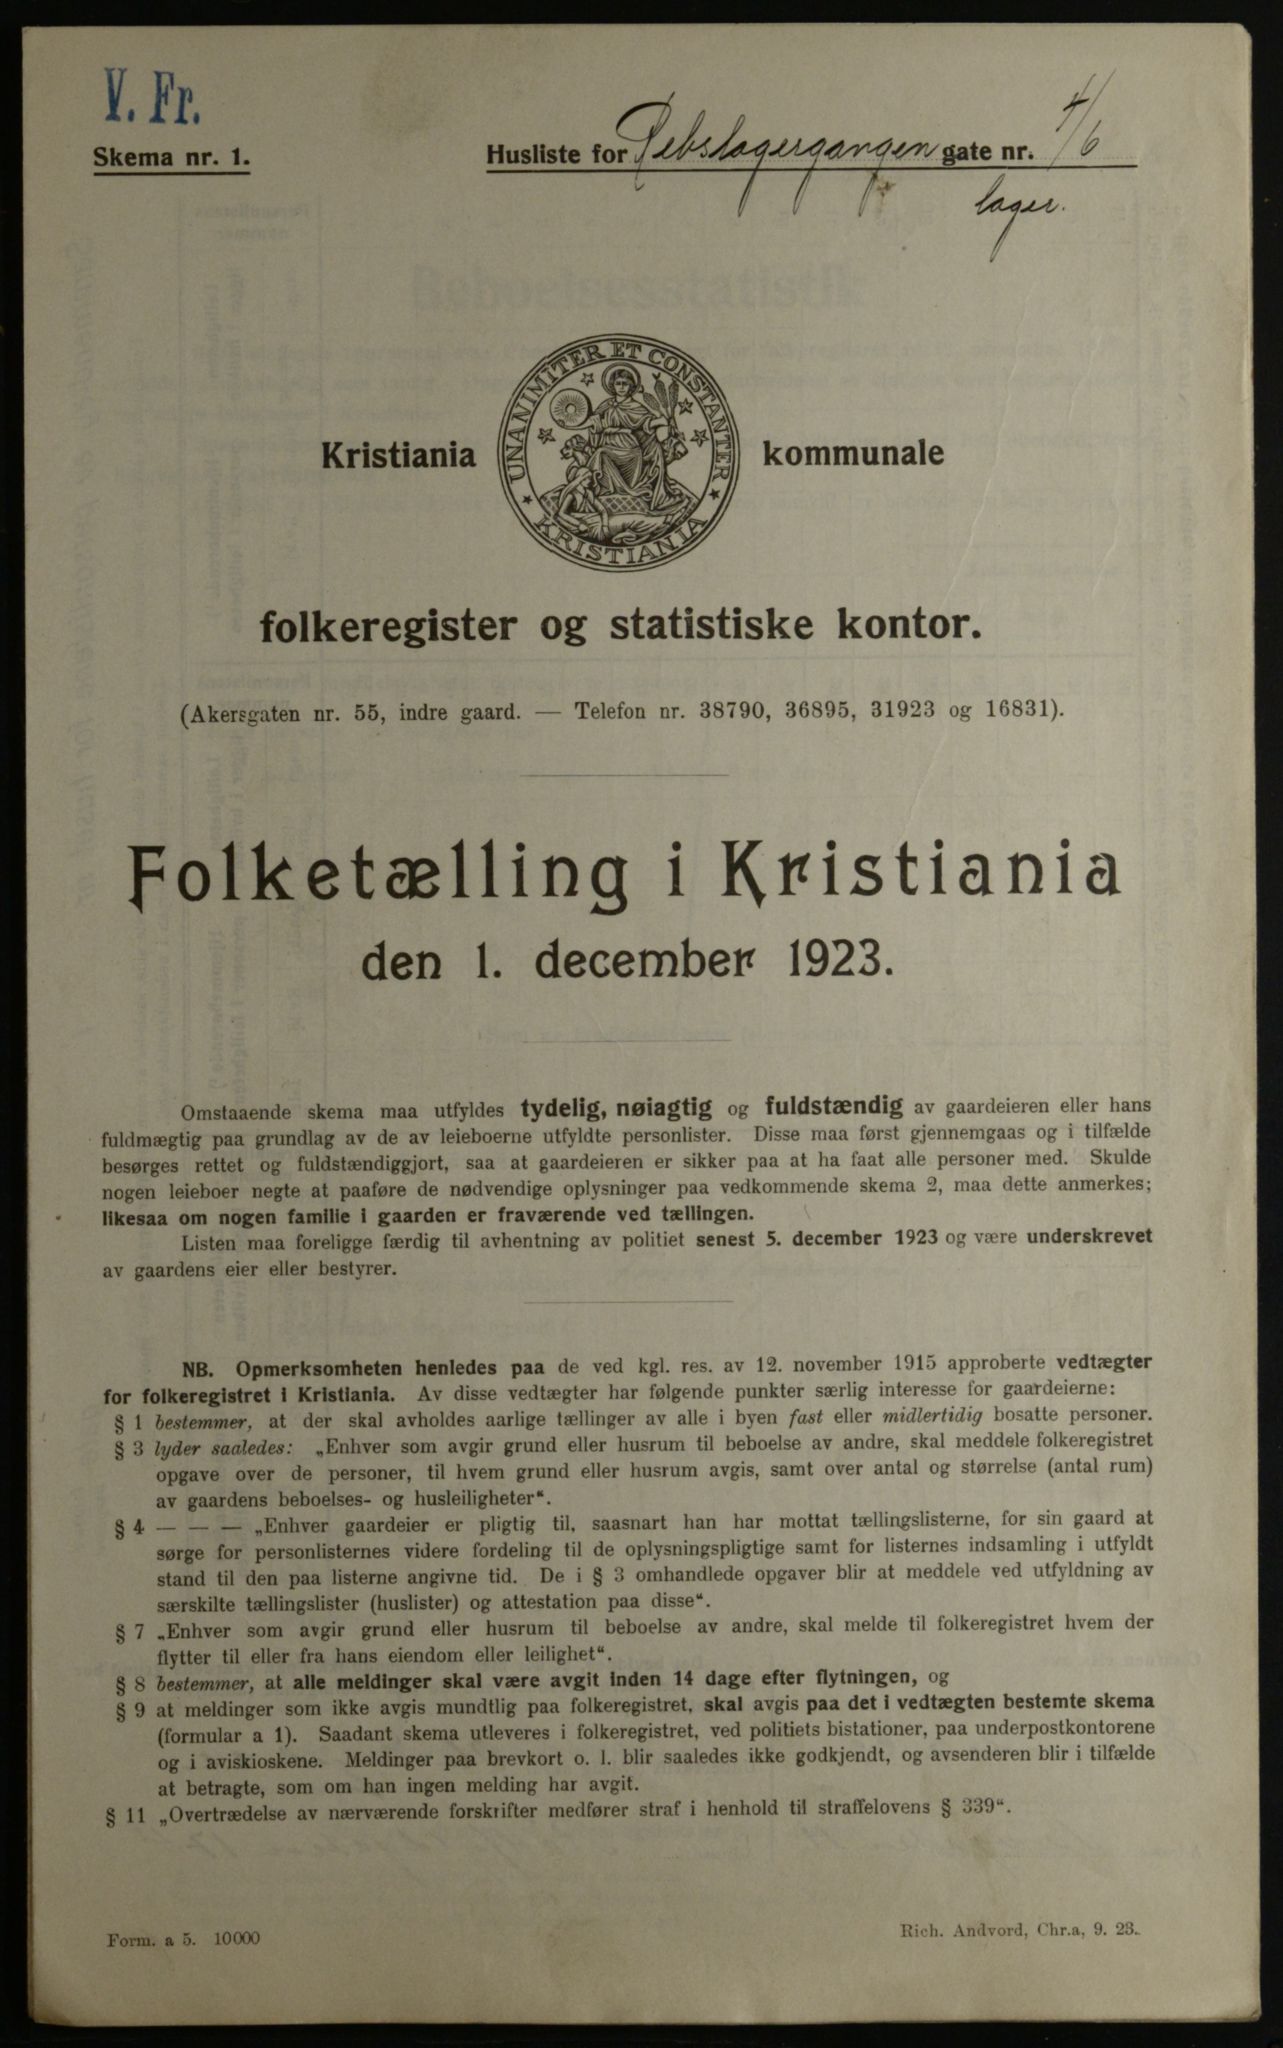 V. Fr.
Skema nr. 1.
Husliste for Rebslagergangen gate nr. 4/6
lager.
UNANIMITER ET CONSTANTER
KRISTIANIA
Kristiania kommunale
folkeregister og statistiske kontor.
(Akersgaten nr. 55, indre gaard. — Telefon nr. 38790, 36895, 31923 og 16831).
Folketælling i Kristiania
den 1. december 1923.
Omstaaende skema maa utfyldes tydelig, nøiagtig og fuldstændig av gaardeieren eller hans
fuldmægtig paa grundlag av de av leieboerne utfyldte personlister. Disse maa først gjennemgaas og i tilfælde
besørges rettet og fuldstændiggjort, saa at gaardeieren er sikker paa at ha faat alle personer med. Skulde
nogen leieboer negte at paaføre de nødvendige oplysninger paa vedkommende skema 2, maa dette anmerkes;
likesaa om nogen familie i gaarden er fraværende ved tællingen.
Listen maa foreligge færdig til avhentning av politiet senest 5. december 1923 og være underskrevet
av gaardens eier eller bestyrer.
NB. Opmerksomheten henledes paa de ved kgl. res. av 12. november 1915 approberte vedtægter
for folkeregistret i Kristiania. Av disse vedtægter har følgende punkter særlig interesse for gaardeierne:
§ 1 bestemmer, at der skal avholdes aarlige tællinger av alle i byen fast eller midlertidig bosatte personer.
§ 3 lyder saaledes: „Enhver som avgir grund eller husrum til beboelse av andre, skal meddele folkeregistret
opgave over de personer, til hvem grund eller husrum avgis, samt over antal og størrelse (antal rum)
av gaardens beboelses- og husleiligheter“.
§ 4 — — — „Enhver gaardeier er pligtig til, saasnart han har mottat tællingslisterne, for sin gaard at
sørge for personlisternes videre fordeling til de oplysningspligtige samt for listernes indsamling i utfyldt
stand til den paa listerne angivne tid. De i § 3 omhandlede opgaver blir at meddele ved utfyldning av
særskilte tællingslister (huslister) og attestation paa disse“.
§ 7 „Enhver som avgir grund eller husrum til beboelse av andre, skal melde til folkeregistret hvem der
flytter til eller fra hans eiendom eller leilighet“.
§ 8 bestemmer, at alle meldinger skal være avgit inden 14 dage efter flytningen, og
§ 9 at meldinger som ikke avgis mundtlig paa folkeregistret, skal avgis paa det i vedtægten bestemte skema
(formular a 1). Saadant skema utleveres i folkeregistret, ved politiets bistationer, paa underpostkontorene
og i aviskioskene. Meldinger paa brevkort o. l. blir saaledes ikke godkjendt, og avsenderen blir i tilfælde
at betragte, som om han ingen melding har avgit.
§ 11 „Overtrædelse av nærværende forskrifter medfører straf i henhold til straffelovens § 339“.
Form. a 5. 10000
Rich. Andvord, Chr.a, 9. 23.